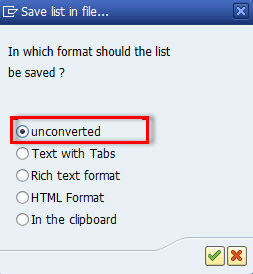 Save list in file...
In which format should the list
be saved ?
unconverted
Text with Tabs
Rich text format
HTML Format
In the clipboard